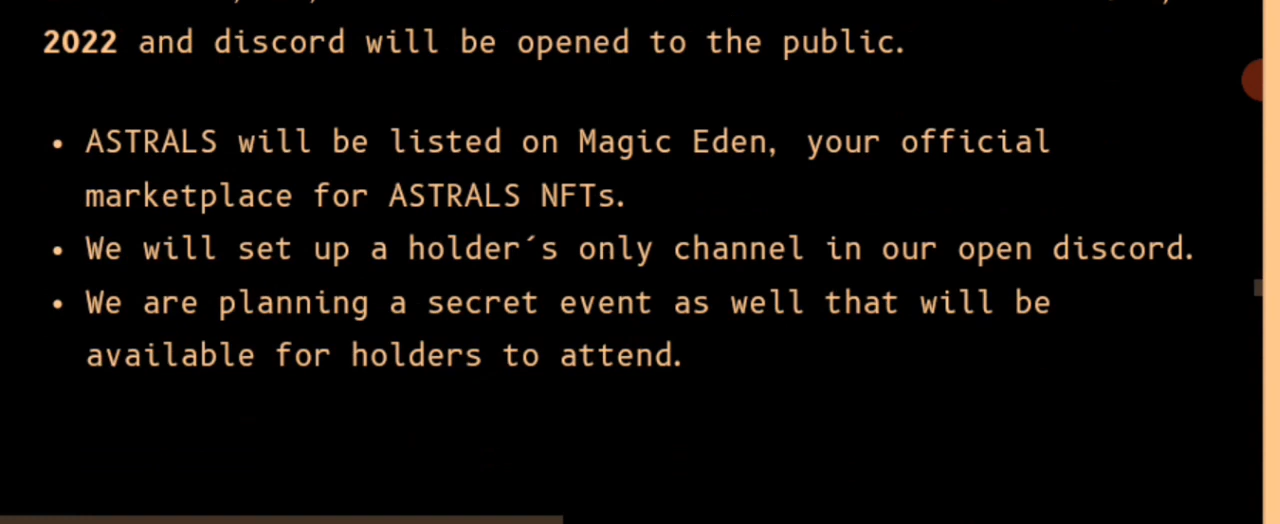 2022 and discord will be opened to the public.
• ASTRALS will be listed on Magic Eden, your official
marketplace for ASTRALS NFTs.
• We will set up a holder´s only channel in our open discord.
• We are planning a secret event as well that will be
available for holders to attend.